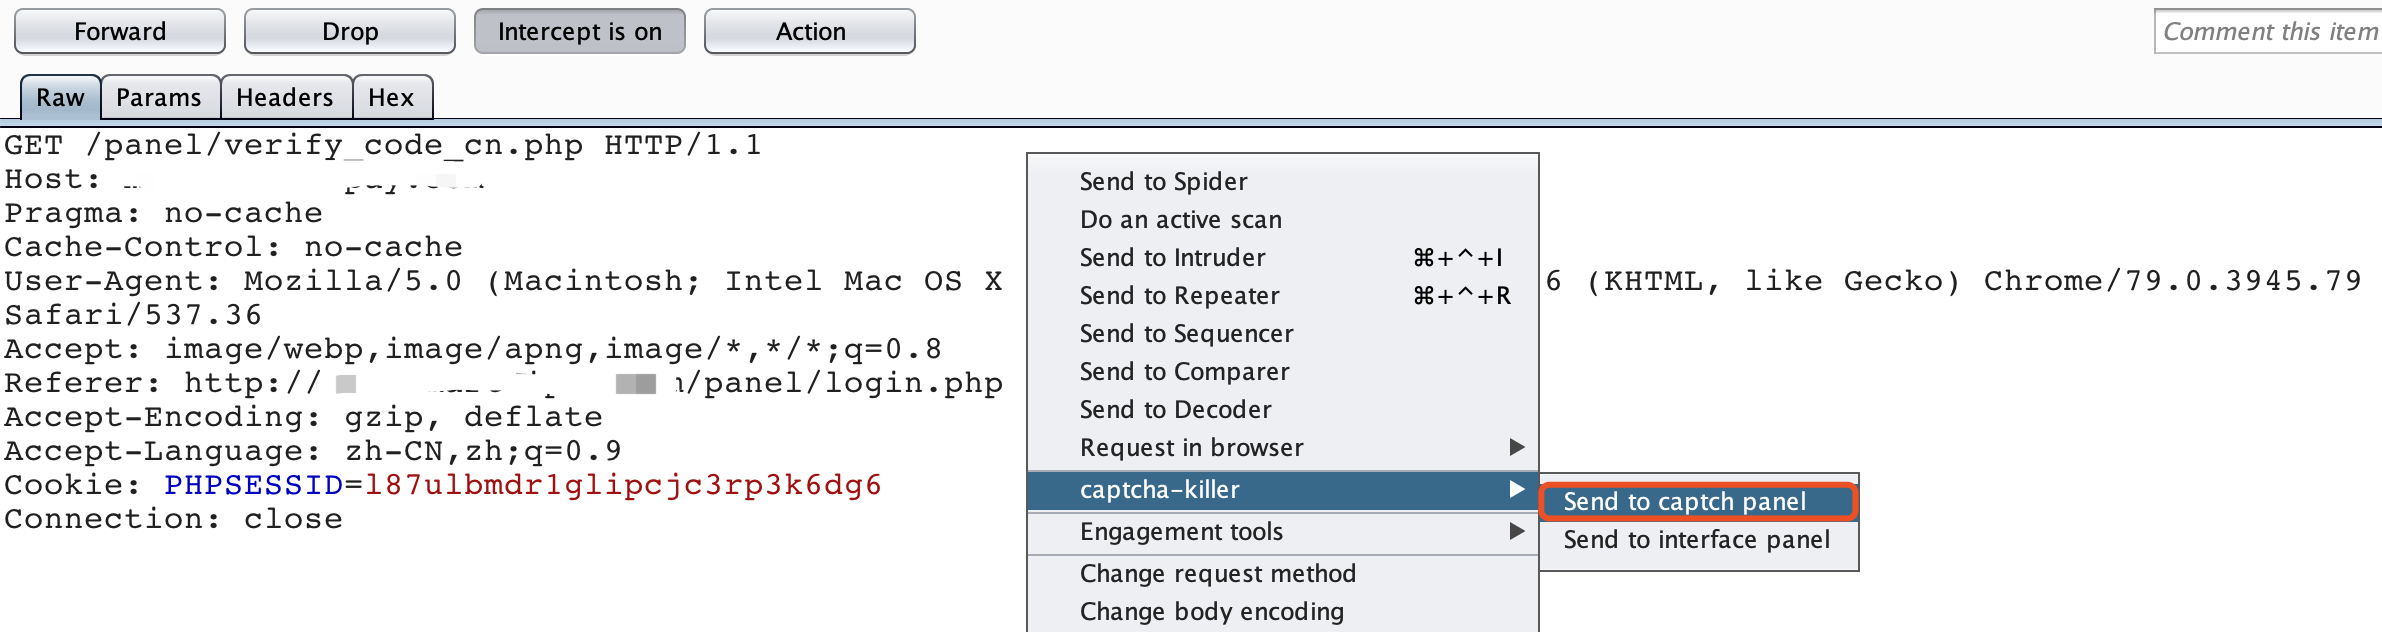 Forward Drop Intercept is on Action Comment this item
Raw Params Headers Hex
GET /panel/verify_code_cn.php HTTP/1.1
Host:
Pragma: no-cache
Cache-Control: no-cache
User-Agent: Mozilla/5.0 (Macintosh; Intel Mac OS X 6 (KHTML, like Gecko) Chrome/79.0.3945.79
Safari/537.36
Accept: image/webp,image/apng,image/*,*/*;q=0.8
Referer: http:// /panel/login.php
Accept-Encoding: gzip, deflate
Accept-Language: zh-CN,zh;q=0.9
Cookie: PHPSESSID=l87ulbmdr1glipcjc3rp3k6dg6
Connection: close
Send to Spider
Do an active scan
Send to Intruder ⌘+^+I
Send to Repeater ⌘+^+R
Send to Sequencer
Send to Comparer
Send to Decoder
Request in browser
captcha-killer
Send to captch panel
Send to interface panel
Engagement tools
Change request method
Change body encoding